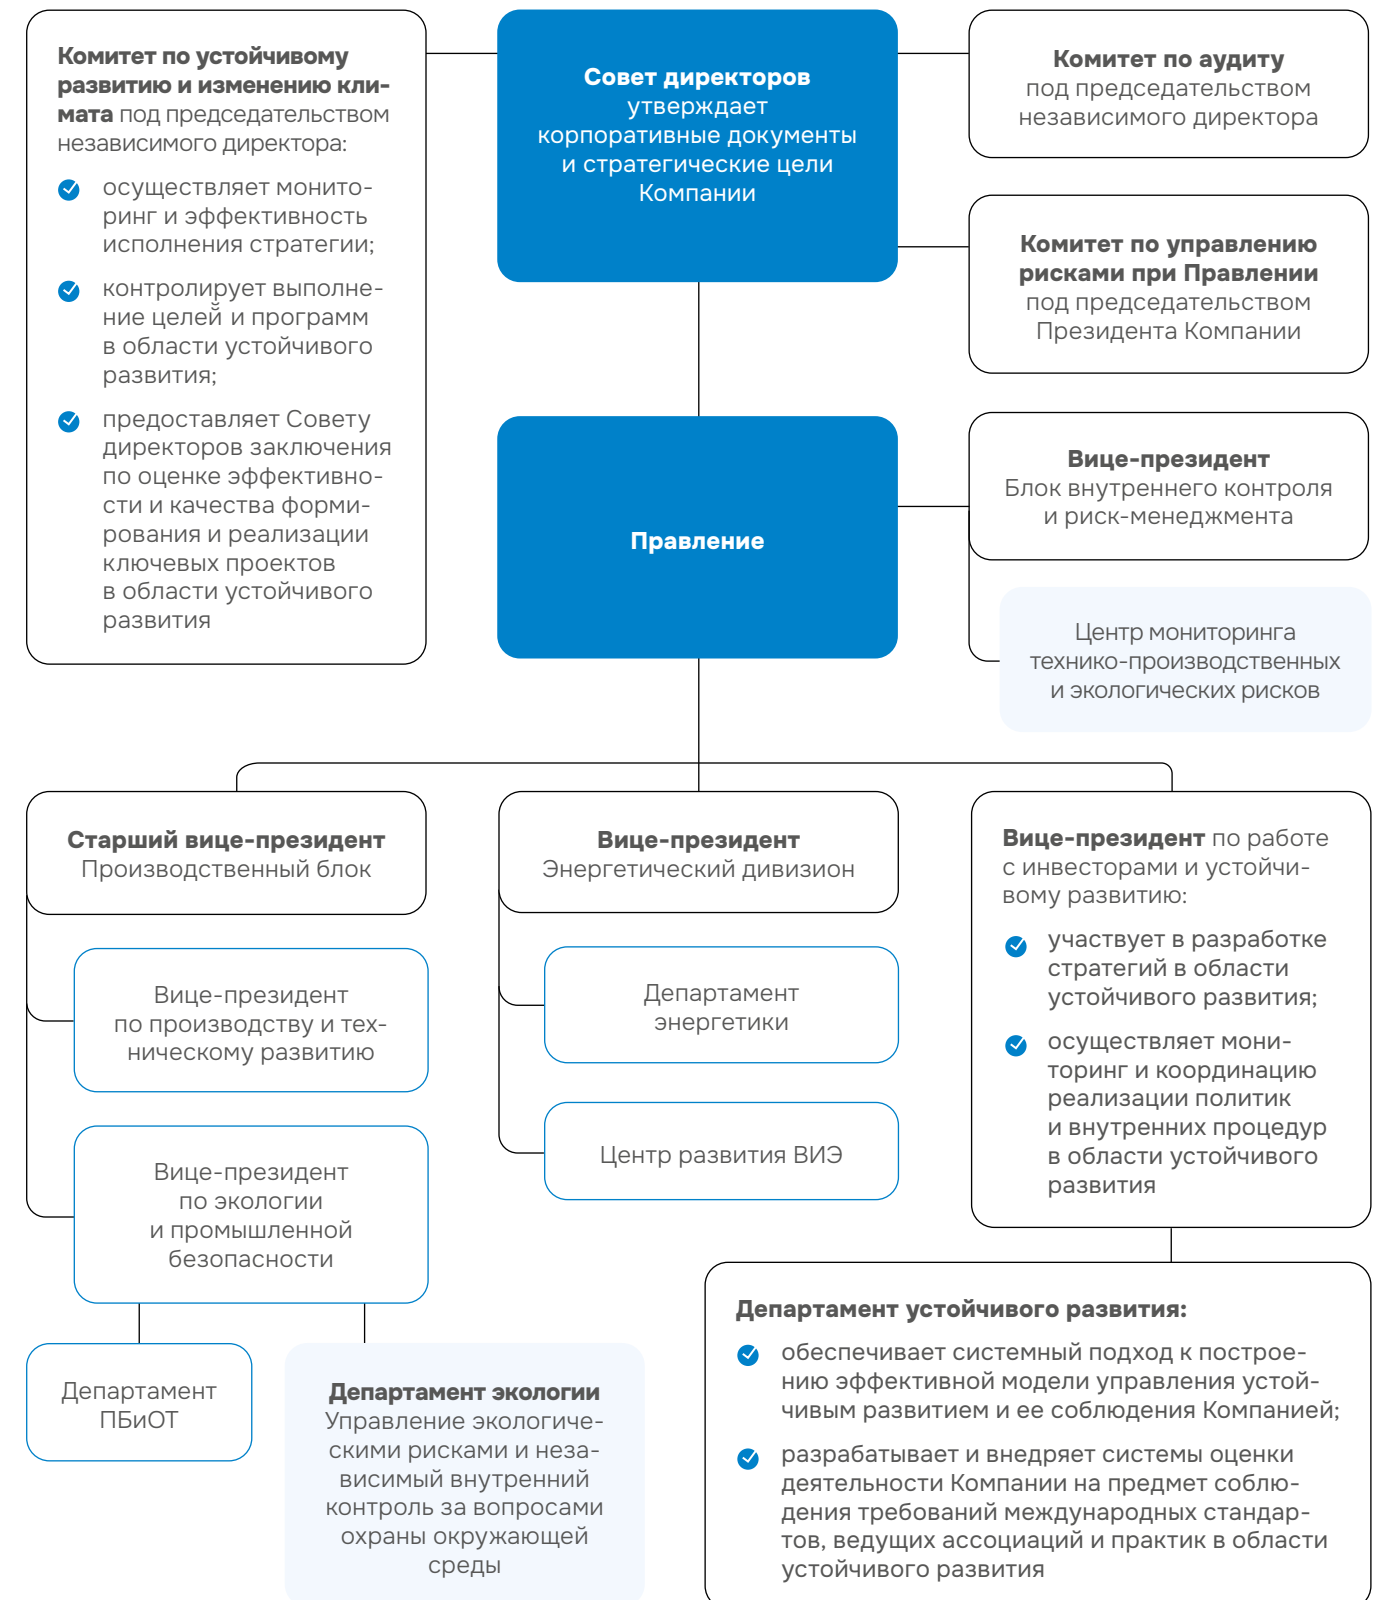 Комитет по устойчивому
развитию и изменению кли-
мата под председательством
независимого директора:
осуществляет монито-
ринг и эффективность
исполнения стратегии;
контролирует выполне-
ние целей и программ
в области устойчивого
развития;
предоставляет Совету
директоров заключения
по оценке эффективно-
сти и качества форми-
рования и реализации
ключевых проектов
в области устойчивого
развития
Совет директоров
утверждает
корпоративные документы
и стратегические цели
Компании
Комитет по аудиту
под председательством
независимого директора
Комитет по управлению
рисками при Правлении
под председательством
Президента Компании
Правление
Вице-президент
Блок внутреннего контроля
и риск-менеджмента
Центр мониторинга
технико-производственных
и экологических рисков
Старший вице-президент
Производственный блок
Вице-президент
по производству и тех-
ническому развитию
Вице-президент
по экологии
и промышленной
безопасности
Департамент
ПБиОТ
Департамент экологии
Управление экологиче-
скими рисками и неза-
висимый внутренний
контроль за вопросами
охраны окружающей
среды
Вице-президент
Энергетический дивизион
Департамент
энергетики
Центр развития ВИЭ
Вице-президент по работе
с инвесторами и устойчи-
вому развитию:
участвует в разработке
стратегий в области
устойчивого развития;
осуществляет мони-
торинг и координацию
реализации политик
и внутренних процедур
в области устойчивого
развития
Департамент устойчивого развития:
обеспечивает системный подход к построе-
нию эффективной модели управления устой-
чивым развитием и ее соблюдения Компанией;
разрабатывает и внедряет системы оценки
деятельности Компании на предмет соблю-
дения требований международных стандар-
тов, ведущих ассоциаций и практик в области
устойчивого развития